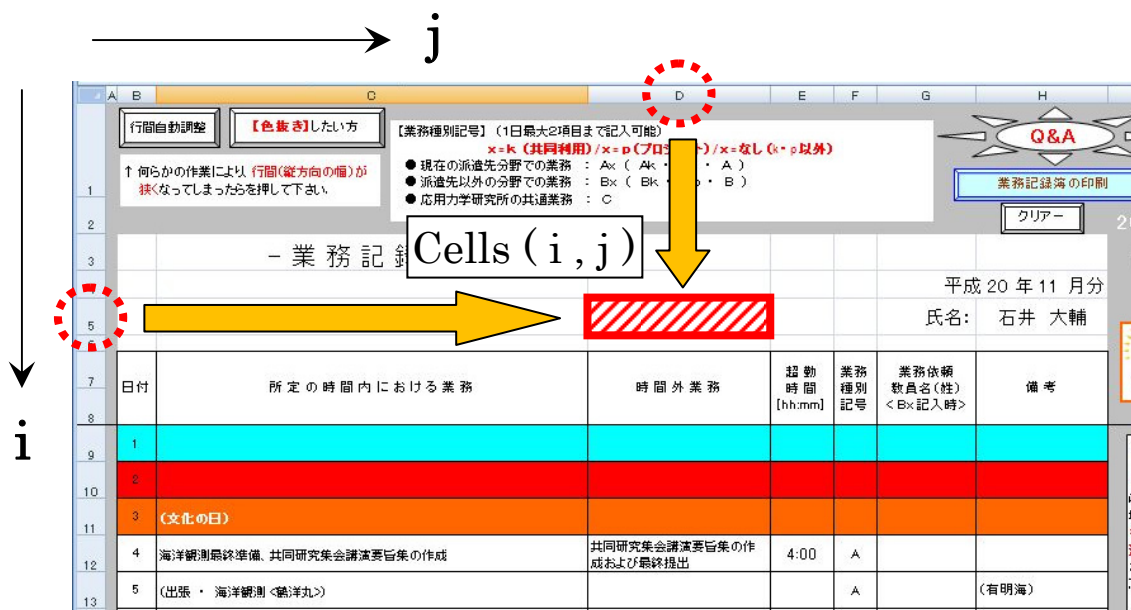 j
A B C D E F G H
行間自動調整
【色抜き】したい方
↑何らかの作業により、行間(縦方向の幅)が
狭くなってしまったらを押して下さい。
【業務種別記号】 (1日最大2項目まで記入可能)
x=k (共同利用)/x=p(プロ
)/x=なし(k・p以外)
● 現在の派遣先分野での業務 : Ax ( Ak ・ A )
● 派遣先以外の分野での業務 : Bx ( Bk ・ B )
● 応用力学研究所の共通業務 : C
Q&A
業務記録簿の印刷
クリアー
1
2
3
5
7
8
9
10
11
12
13
Cells ( i , j )
-業務記
平成 20 年 11 月分
氏名: 石井 大輔
i
日付 所定の時間内における業務 時間外業務 超勤時間[hh:mm] 業務種別記号 業務依頼教員名(姓)<Bx記入時> 備考
1
2
3 (文化の日)
4 海洋観測最終準備、共同研究集会講演要旨集の作成 共同研究集会講演要旨集の作成および最終提出 4:00 A
5 (出張 ・ 海洋観測<鶴洋丸>) A (有明海)